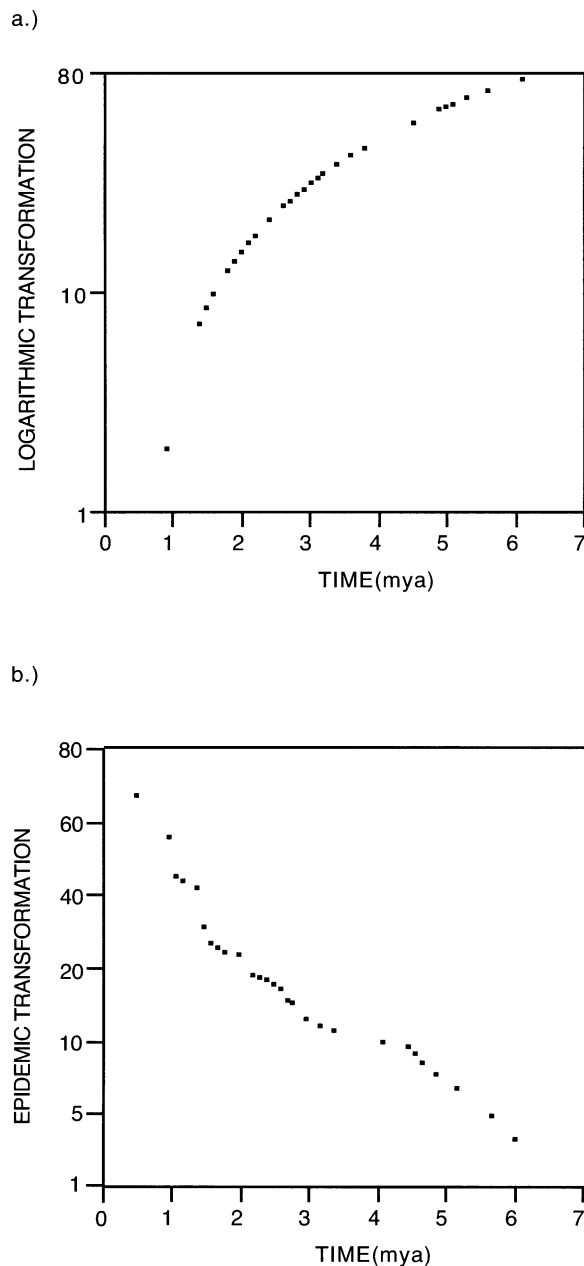 a.)
80
10
1
LOGARITHMIC TRANSFORMATION
0 1 2 3 4 5 6 7
TIME(mya)
b.)
80
60
40
20
10
5
1
EPIDEMIC TRANSFORMATION
0 1 2 3 4 5 6 7
TIME(mya)